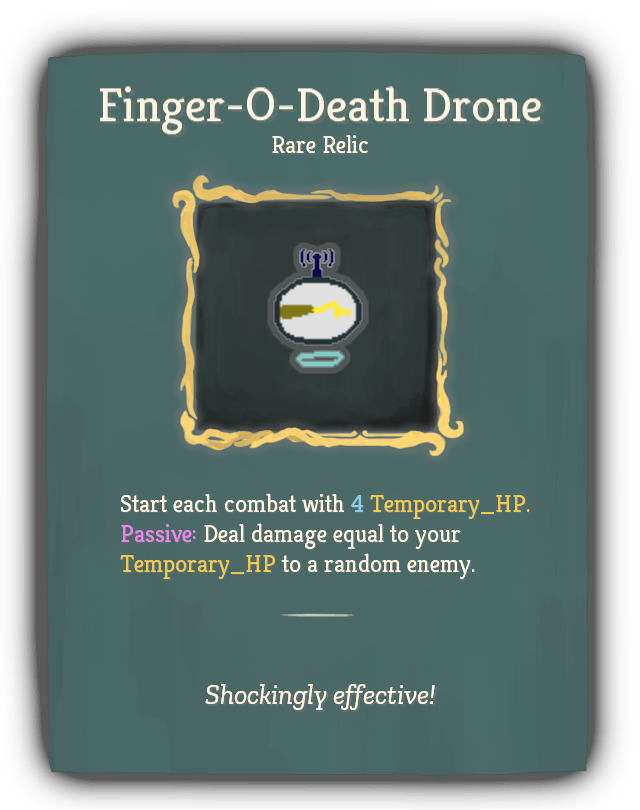 Finger-O-Death Drone
Rare Relic
Start each combat with 4 Temporary_HP.
Passive: Deal damage equal to your
Temporary_HP to a random enemy.
Shockingly effective!